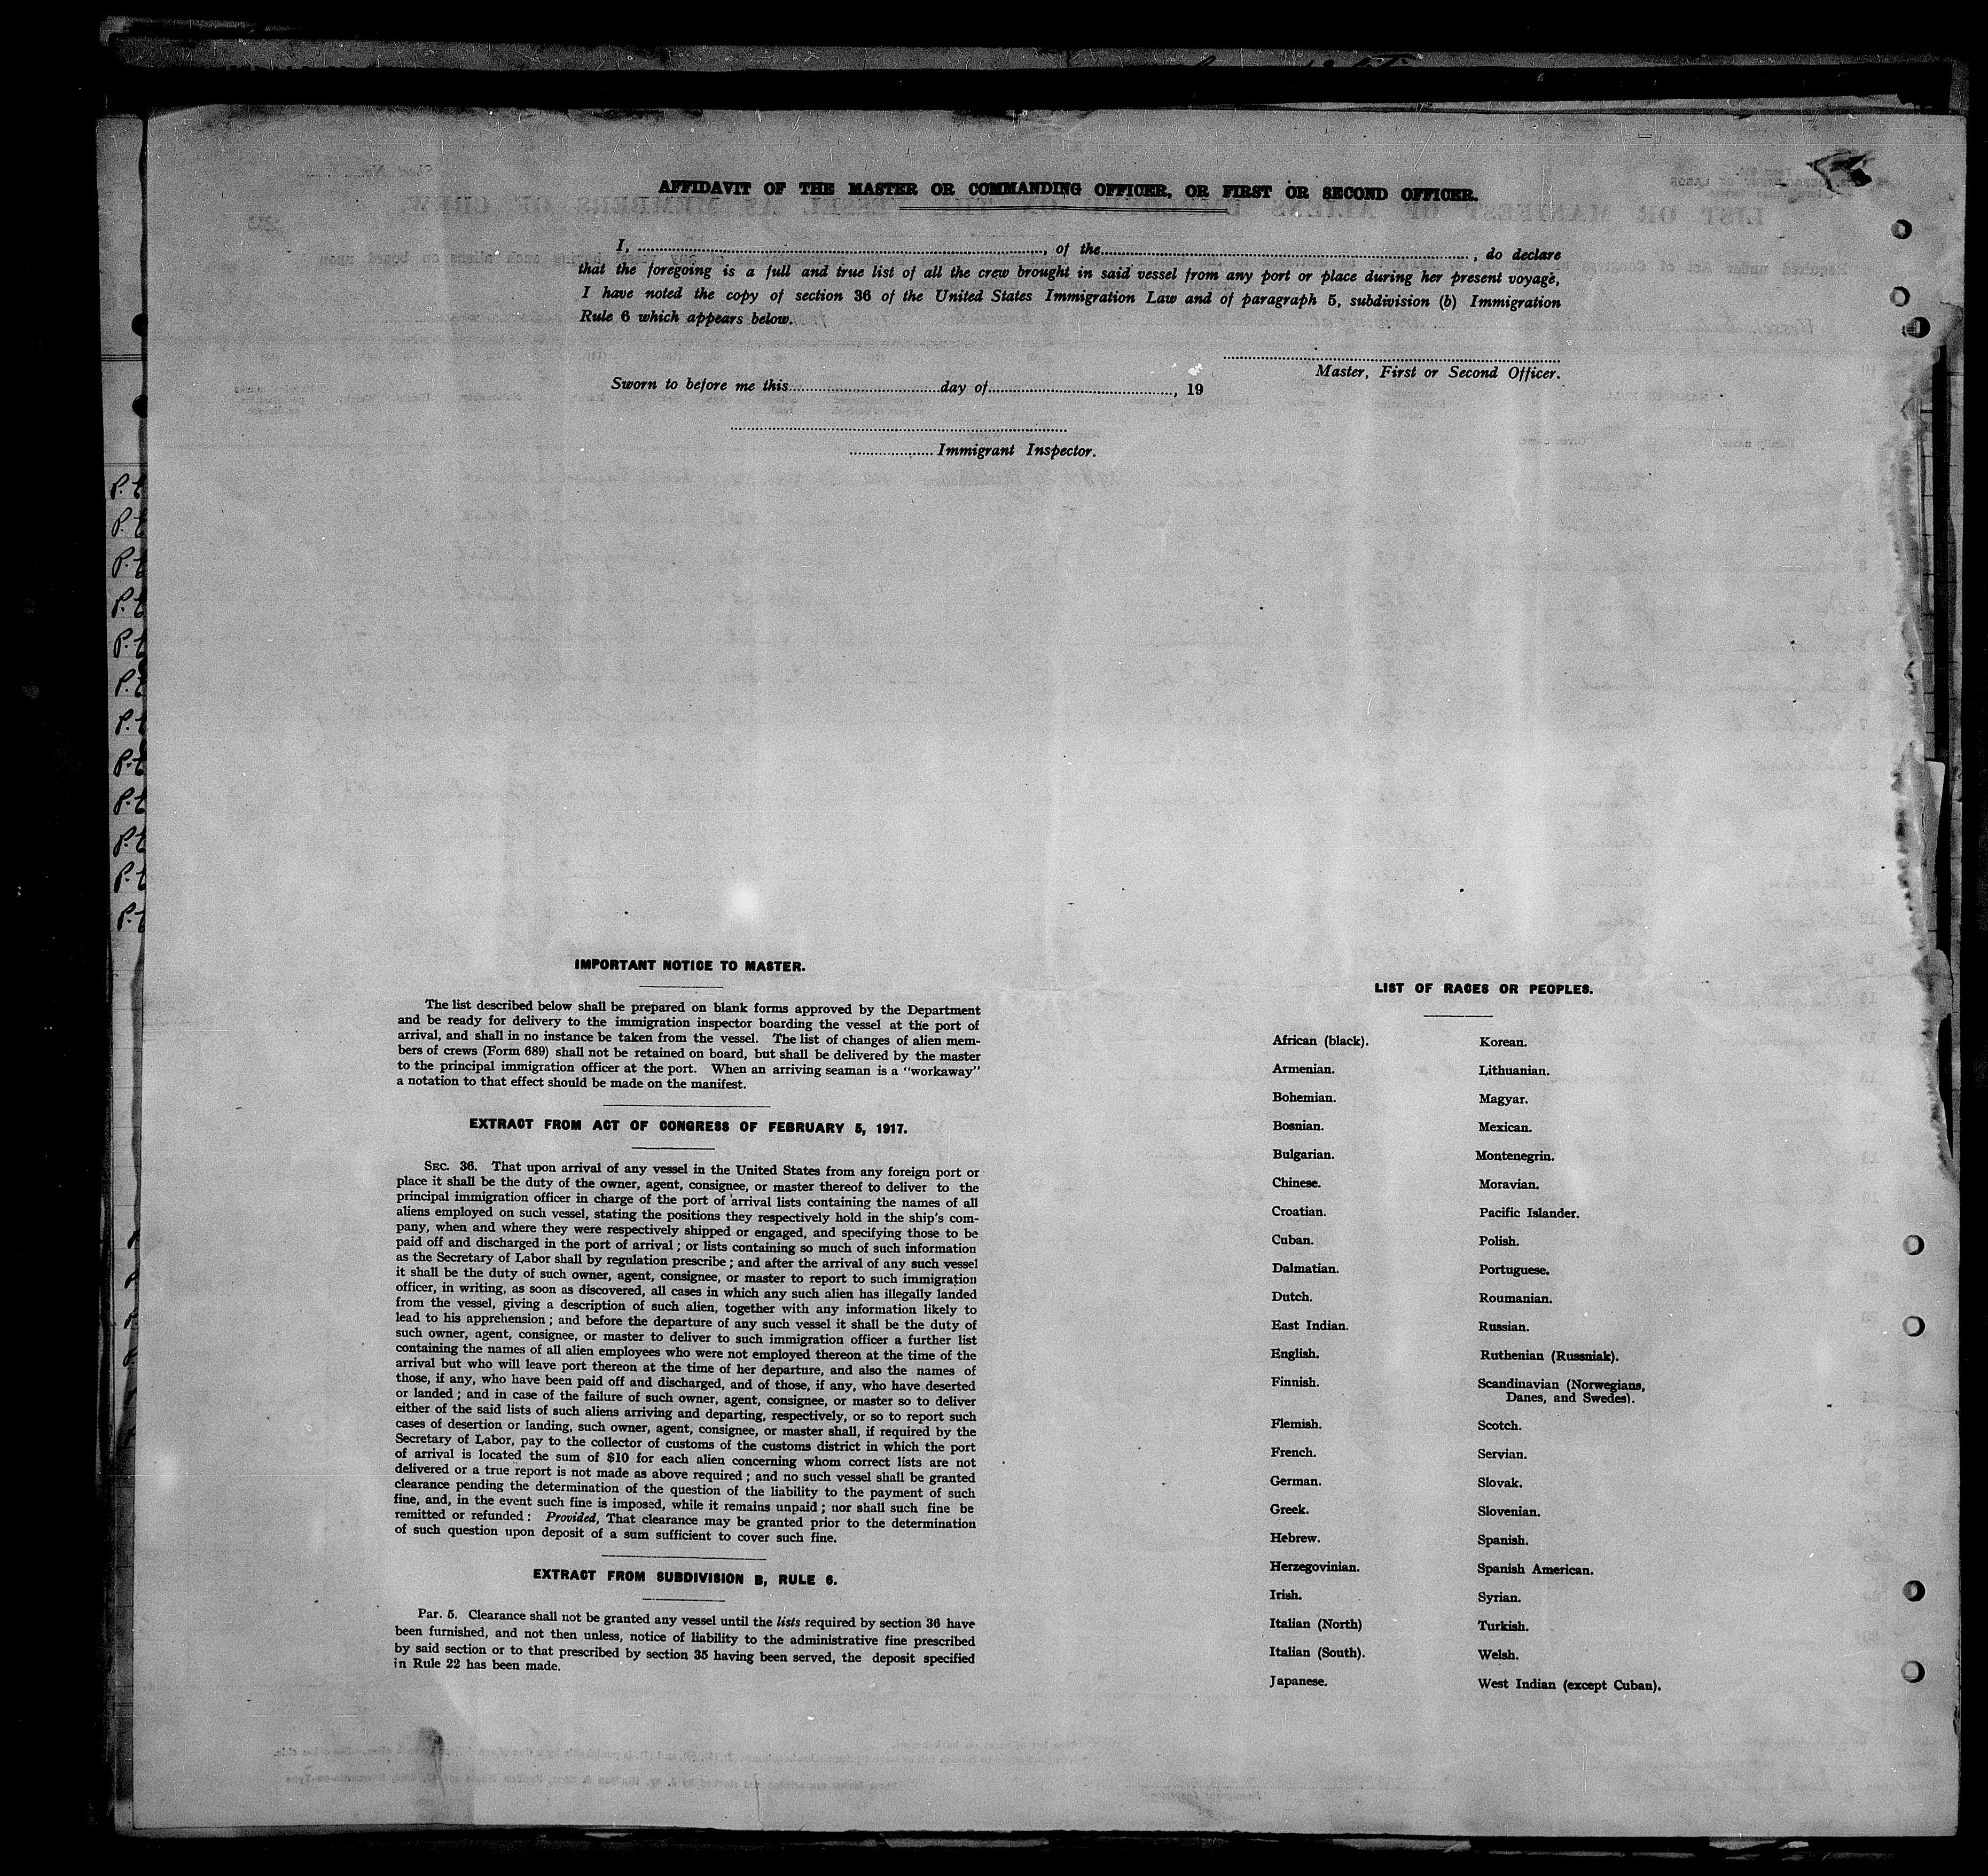 AFFIDAVIT OF THE MASTER OR COMMANDING OFFICER, OR FIRST OR SECOND OFFICER.
I, ........, of the........, do declare
that the foregoing is a full and true list of all the crew brought in said vessel from any port or place during her present voyage,
I have noted the copy of section 36 of the United States Immigration Law and of paragraph 5, subdivision (b) Immigration
Rule 6 which appears below.
Master, First or Second Officer.
Sworn to before me this........day of........, 19
........Immigrant Inspector.
P.t
P.t
P.t
P.t
P.t
P.t
P.t
P.t
P.t
P.t
P.t
P.t
IMPORTANT NOTICE TO MASTER.
The list described below shall be prepared on blank forms approved by the Department
and be ready for delivery to the immigration inspector boarding the vessel at the port of
arrival, and shall in no instance be taken from the vessel. The list of changes of alien mem-
bers of crews (Form 689) shall not be retained on board, but shall be delivered by the master
to the principal immigration officer at the port. When an arriving seaman is a "workaway"
a notation to that effect should be made on the manifest.
EXTRACT FROM ACT OF CONGRESS OF FEBRUARY 5, 1917.
SEC. 36. That upon arrival of any vessel in the United States from any foreign port or
place it shall be the duty of the owner, agent, consignee, or master thereof to deliver to the
principal immigration officer in charge of the port of arrival lists containing the names of all
aliens employed on such vessel, stating the positions they respectively hold in the ship's com-
pany, when and where they were respectively shipped or engaged, and specifying those to be
paid off and discharged in the port of arrival; or lists containing so much of such information
as the Secretary of Labor shall by regulation prescribe; and after the arrival of any such vessel
it shall be the duty of such owner, agent, consignee, or master to report to such immigration
officer, in writing, as soon as discovered, all cases in which any such alien has illegally landed
from the vessel, giving a description of such alien, together with any information likely to
lead to his apprehension; and before the departure of any such vessel it shall be the duty of
such owner, agent, consignee, or master to deliver to such immigration officer a further list
containing the names of all alien employees who were not employed thereon at the time of the
arrival but who will leave port thereon at the time of her departure, and also the names of
those, if any, who have been paid off and discharged, and of those, if any, who have deserted
or landed; and in case of the failure of such owner, agent, consignee, or master so to deliver
either of the said lists of such aliens arriving and departing, respectively, or so to report such
cases of desertion or landing, such owner, agent, consignee, or master shall, if required by the
Secretary of Labor, pay to the collector of customs of the customs district in which the port
of arrival is located the sum of $10 for each alien concerning whom correct lists are not
delivered or a true report is not made as above required; and no such vessel shall be granted
clearance pending the determination of the question of the liability to the payment of such
fine, and, in the event such fine is imposed, while it remains unpaid; nor shall such fine be
remitted or refunded: Provided, That clearance may be granted prior to the determination
of such question upon deposit of a sum sufficient to cover such fine.
EXTRACT FROM SUBDIVISION B, RULE 6.
Par. 5. Clearance shall not be granted any vessel until the lists required by section 36 have
been furnished, and not then unless, notice of liability to the administrative fine prescribed
by said section or to that prescribed by section 35 having been served, the deposit specified
in Rule 22 has been made.
LIST OF RACES OR PEOPLES.
African (black).
Armenian.
Bohemian.
Bosnian.
Bulgarian.
Chinese.
Croatian.
Cuban.
Dalmatian.
Dutch.
East Indian.
English.
Finnish.
Flemish.
French.
German.
Greek.
Hebrew.
Herzegovinian.
Irish.
Italian (North)
Italian (South).
Japanese.
Korean.
Lithuanian.
Magyar.
Mexican.
Montenegrin.
Moravian.
Pacific Islander.
Polish.
Portuguese.
Roumanian.
Russian.
Ruthenian (Russniak).
Scandinavian (Norwegians,
Danes, and Swedes).
Scotch.
Servian.
Slovak.
Slovenian.
Spanish.
Spanish American.
Syrian.
Turkish.
Welsh.
West Indian (except Cuban).